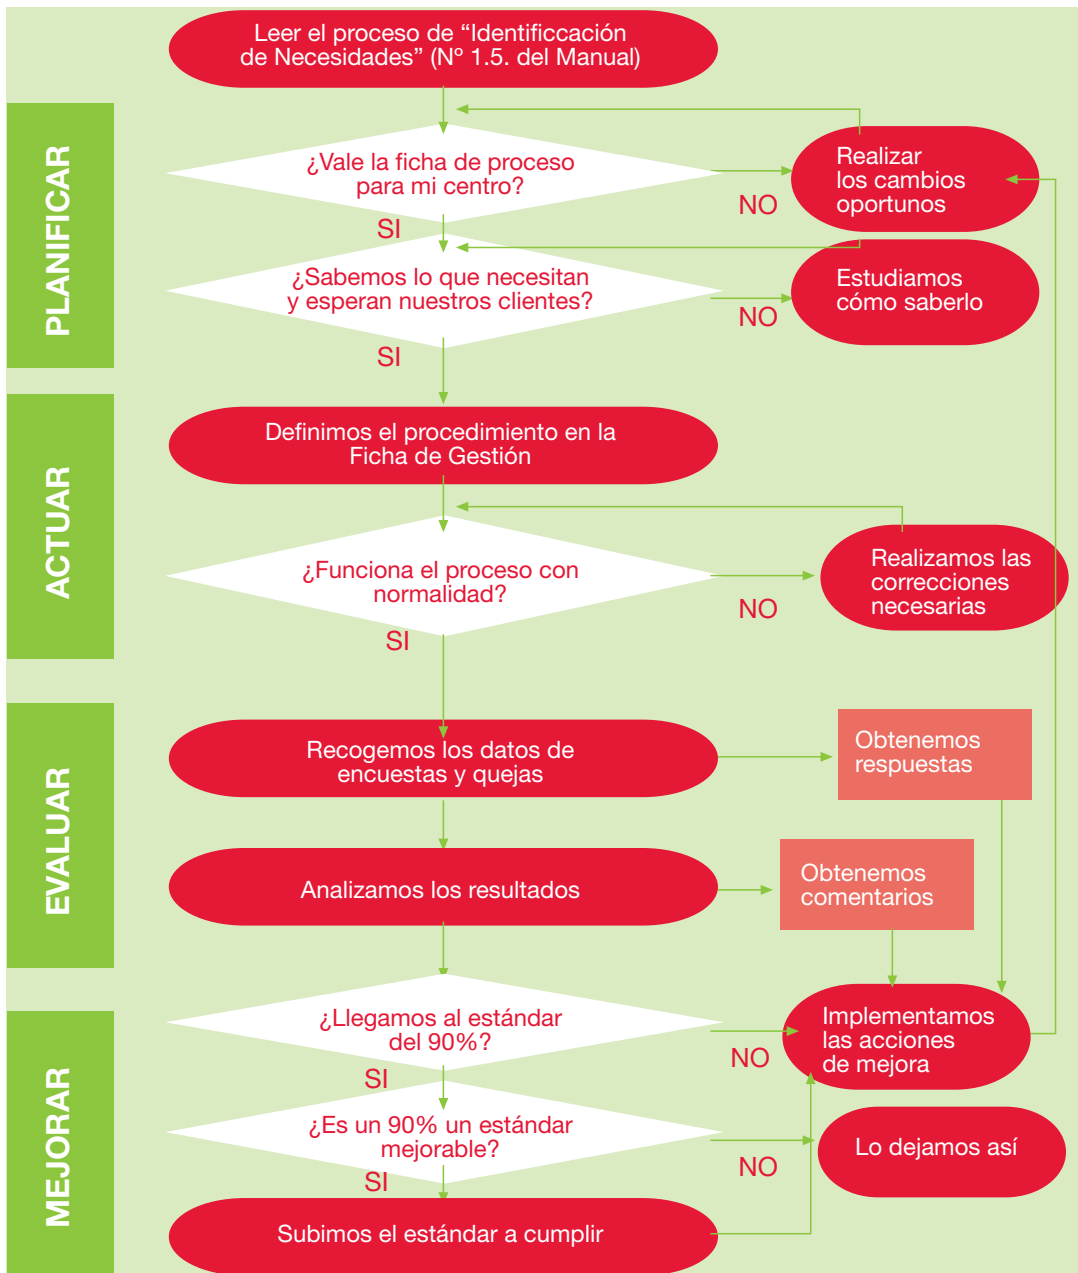 Leer el proceso de “Identificcación
de Necesidades” (Nº 1.5. del Manual)
PLANIFICAR
¿Vale la ficha de proceso
para mi centro?
NO
Realizar
los cambios
oportunos
SI
¿Sabemos lo que necesitan
y esperan nuestros clientes?
NO
Estudiamos
cómo saberlo
SI
ACTUAR
Definimos el procedimiento en la
Ficha de Gestión
¿Funciona el proceso con
normalidad?
NO
Realizamos las
correcciones
necesarias
SI
EVALUAR
Recogemos los datos de
encuestas y quejas
Obtenemos
respuestas
Analizamos los resultados
Obtenemos
comentarios
MEJORAR
¿Llegamos al estándar
del 90%?
NO
Implementamos
las acciones
de mejora
SI
¿Es un 90% un estándar
mejorable?
NO
Lo dejamos así
SI
Subimos el estándar a cumplir